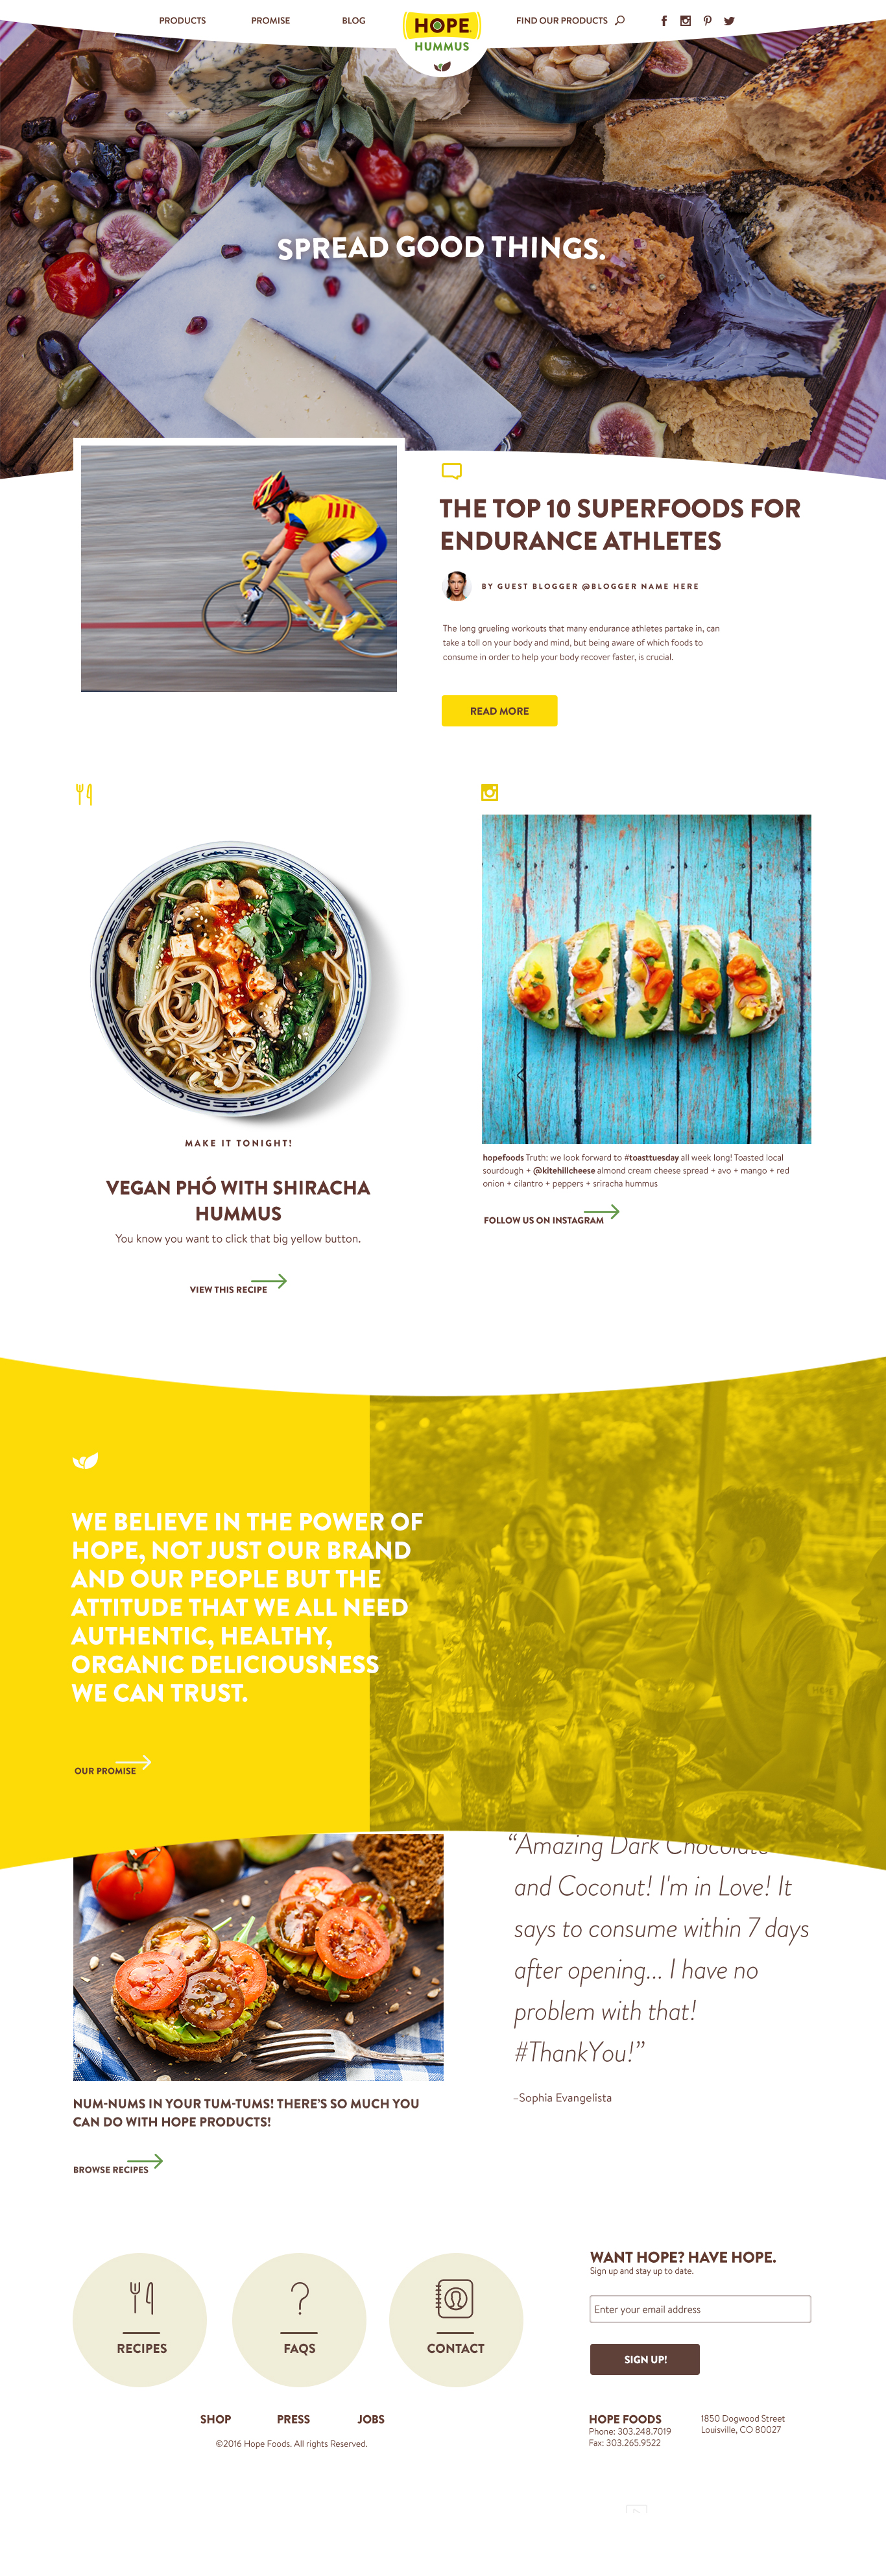 PRODUCTS PROMISE BLOG
HOPE
HUMMUS
FIND OUR PRODUCTS
SPREAD GOOD THINGS.
THE TOP 10 SUPERFOODS FOR
ENDURANCE ATHLETES
BY GUEST BLOGGER @BLOGGER NAME HERE
The long grueling workouts that many endurance athletes partake in, can
take a toll on your body and mind, but being aware of which foods to
consume in order to help your body recover faster, is crucial.
READ MORE
MAKE IT TONIGHT!
VEGAN PHÓ WITH SHIRACHA
HUMMUS
You know you want to click that big yellow button.
VIEW THIS RECIPE
hopefoods Truth: we look forward to #toasttuesday all week long! Toasted local
sourdough + @kitehillcheese almond cream cheese spread + avo + mango + red
onion + cilantro + peppers + sriracha hummus
FOLLOW US ON INSTAGRAM
WE BELIEVE IN THE POWER OF
HOPE, NOT JUST OUR BRAND
AND OUR PEOPLE BUT THE
ATTITUDE THAT WE ALL NEED
AUTHENTIC, HEALTHY,
ORGANIC DELICIOUSNESS
WE CAN TRUST.
OUR PROMISE
“Amazing Dark Chocolate
and Coconut! I'm in Love! It
says to consume within 7 days
after opening... I have no
problem with that!
#ThankYou!”
–Sophia Evangelista
NUM-NUMS IN YOUR TUM-TUMS! THERE'S SO MUCH YOU
CAN DO WITH HOPE PRODUCTS!
BROWSE RECIPES
RECIPES
FAQS
CONTACT
WANT HOPE? HAVE HOPE.
Sign up and stay up to date.
Enter your email address
SIGN UP!
SHOP PRESS JOBS
©2016 Hope Foods. All rights Reserved.
HOPE FOODS
Phone: 303.248.7019
Fax: 303.265.9522
1850 Dogwood Street
Louisville, CO 80027